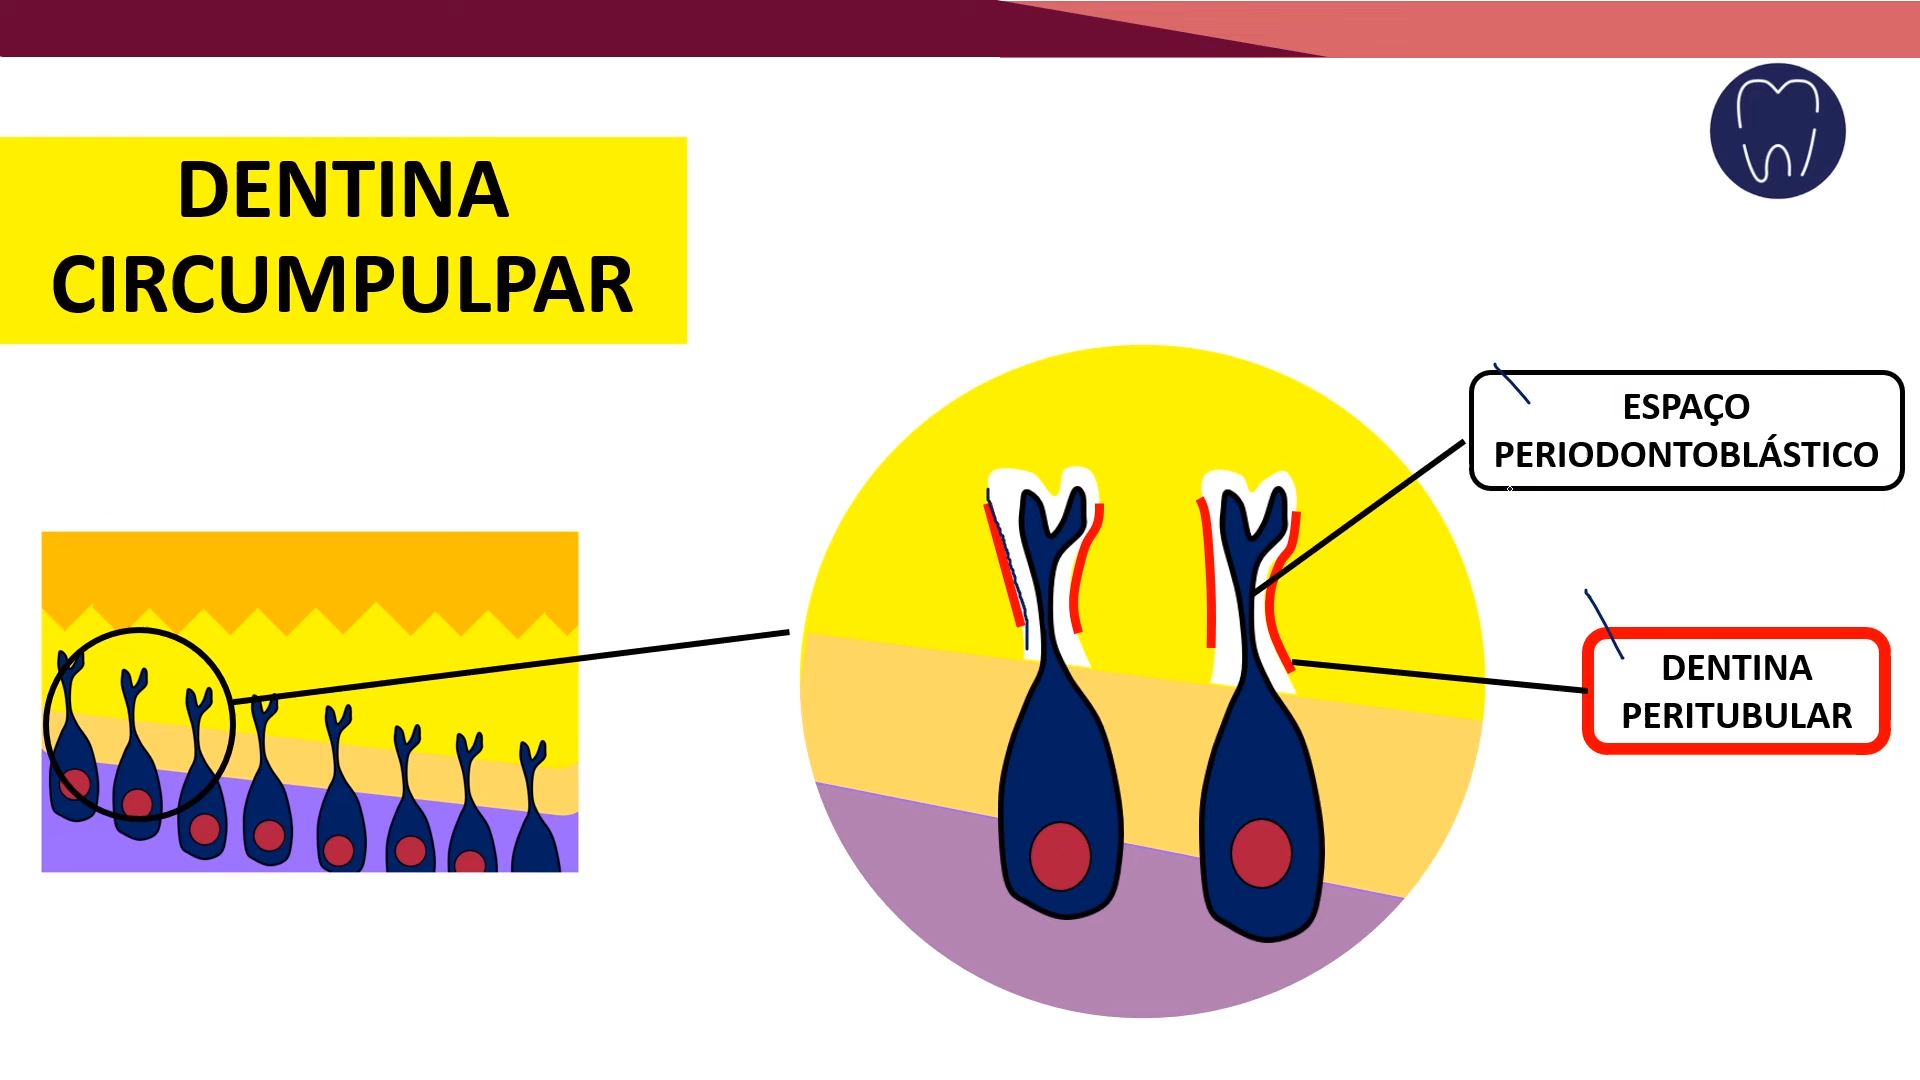 DENTINA
CIRCUMPULPAR
ESPAÇO
PERIODONTOBLÁSTICO
DENTINA
PERITUBULAR